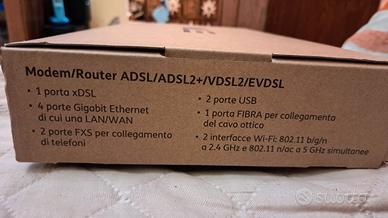 Modem/Router ADSL/ADSL2+/VDSL2/EVDSL
• 1 porta xDSL
• 4 porte Gigabit Ethernet
di cui una LAN/WAN
• 2 porte FXS per collegamento
di telefoni
• 2 porte USB
• 1 porta FIBRA per collegamento
del cavo ottico
• 2 interfacce Wi-Fi: 802.11 b/g/n
a 2.4 GHz e 802.11 n/ac a 5 GHz simultanee
subito